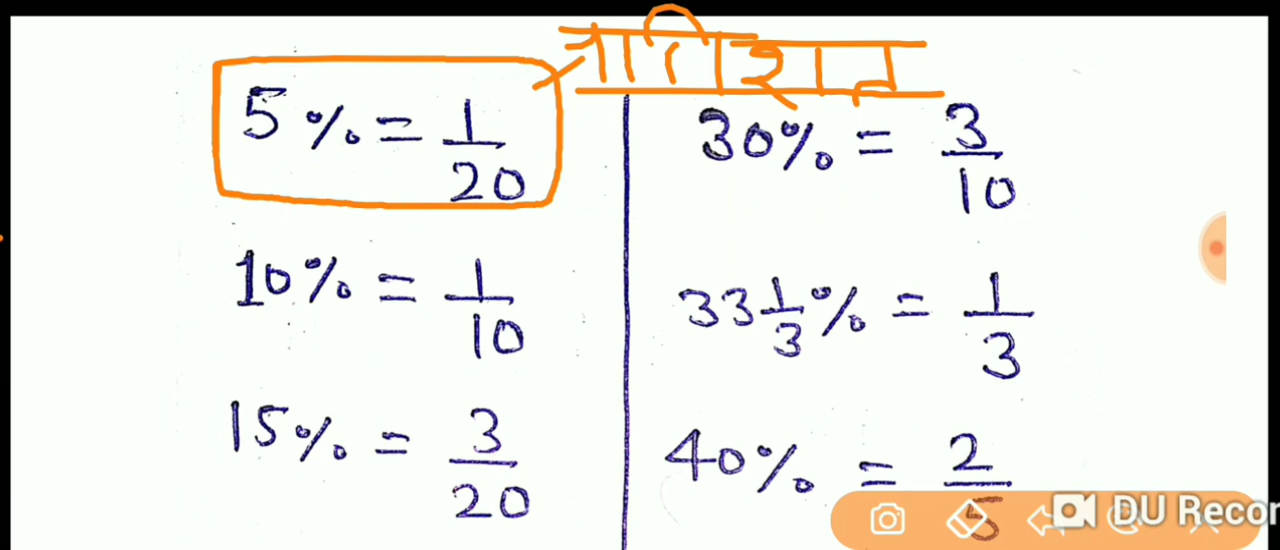 5% = 1/20
10% = 1/10
15% = 3/20
30% = 3/10
33 1/3% = 1/3
40% = 2/5
DU Recor